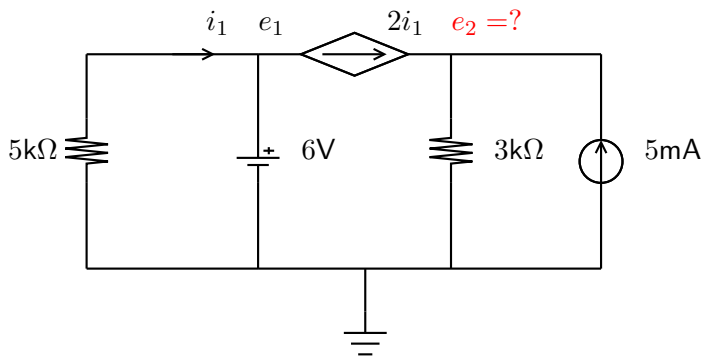 i₁ e₁ 2i₁ e₂ =?
5kΩ + 6V 3kΩ 5mA